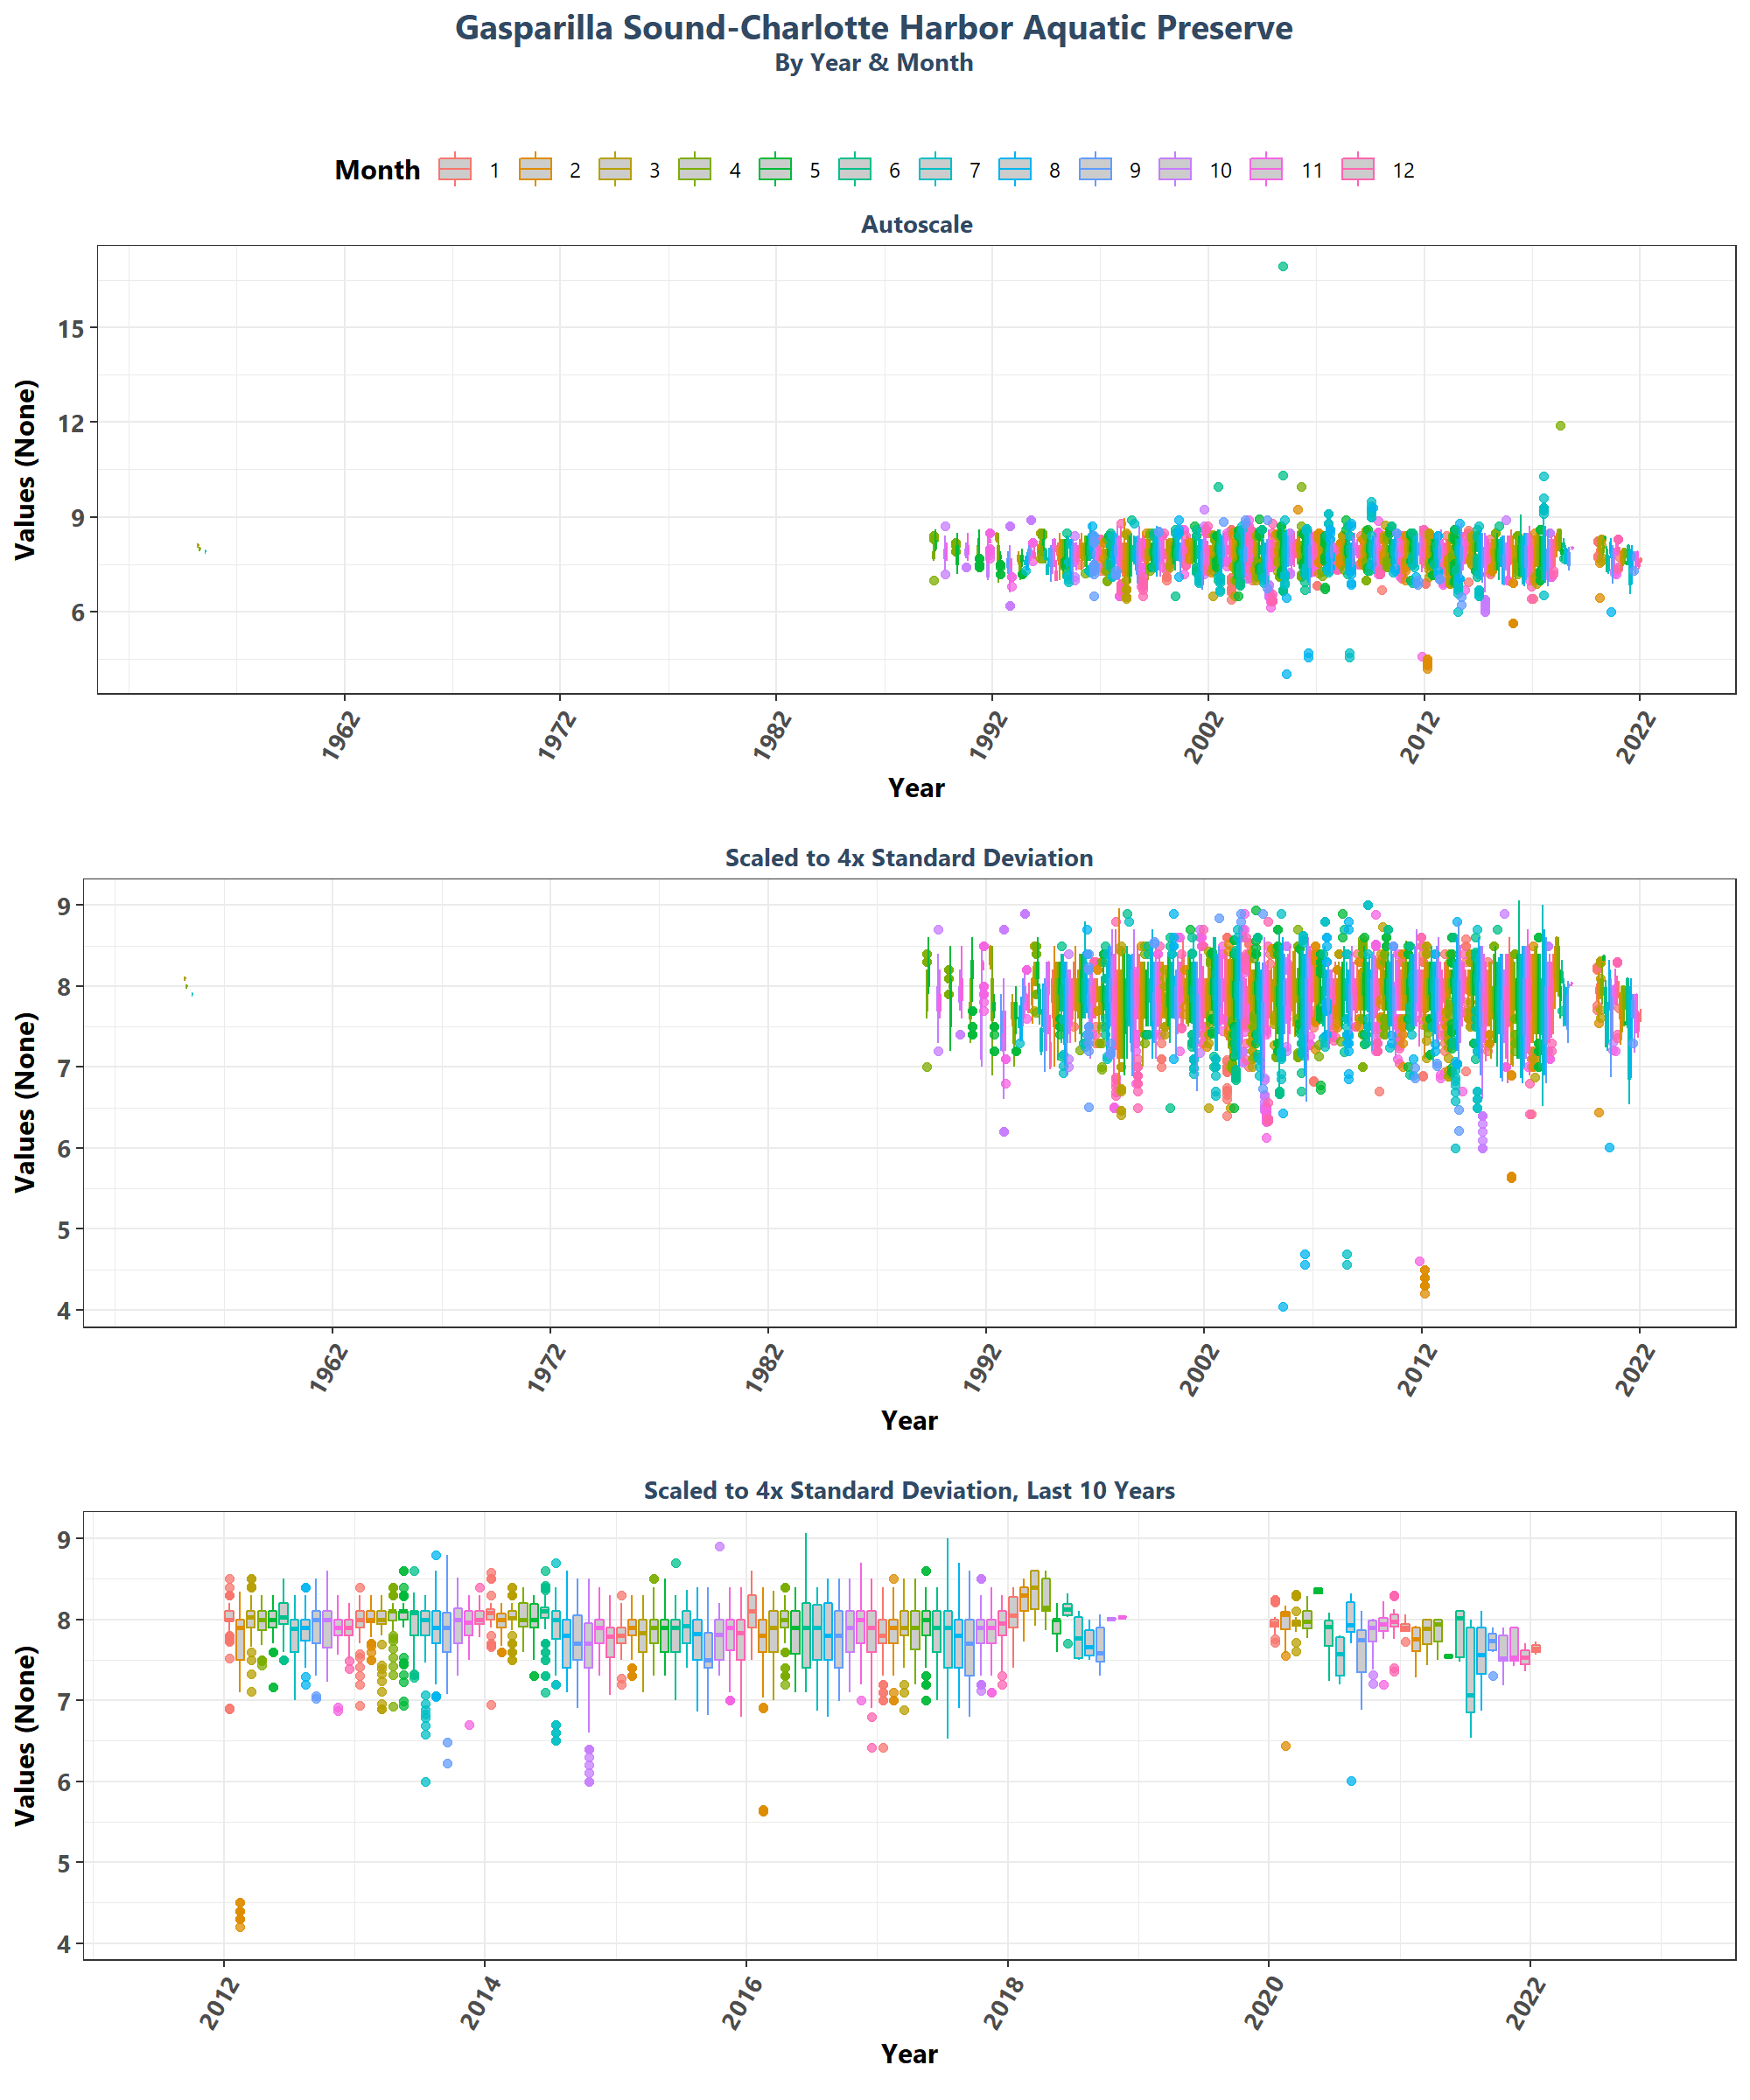 Gasparilla Sound-Charlotte Harbor Aquatic Preserve
By Year & Month
Month 1 2 3 4 5 6 7 8 9 10 11 12
Autoscale
Values (None)
15
12
9
6
1962 1972 1982 1992 2002 2012 2022
Year
Scaled to 4x Standard Deviation
Values (None)
9
8
7
6
5
4
1962 1972 1982 1992 2002 2012 2022
Year
Scaled to 4x Standard Deviation, Last 10 Years
Values (None)
9
8
7
6
5
4
2012 2014 2016 2018 2020 2022
Year